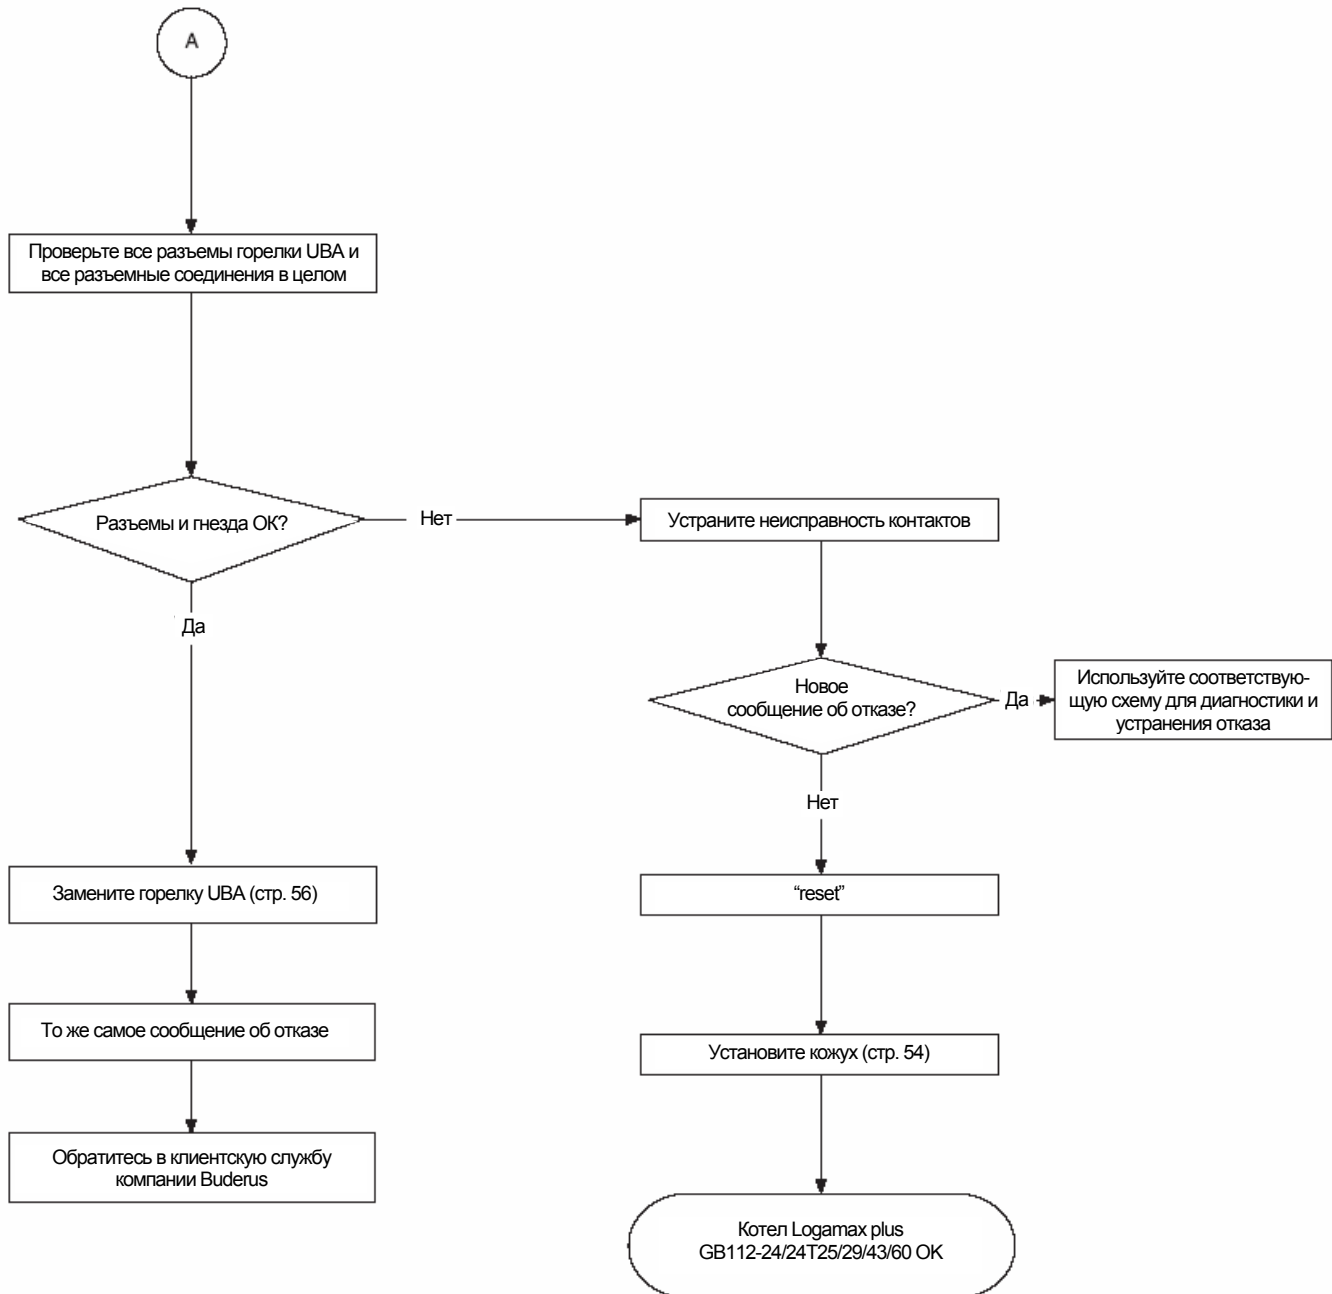 A
Проверьте все разъемы горелки UBA и
все разъемные соединения в целом
Разъемы и гнезда ОК?
Нет
Устраните неисправность контактов
Да
Новое
сообщение об отказе?
Да
Используйте соответствую-
щую схему для диагностики и
устранения отказа
Нет
Замените горелку UBA (стр. 56)
“reset”
То же самое сообщение об отказе
Установите кожух (стр. 54)
Обратитесь в клиентскую службу
компании Buderus
Котел Logamax plus
GB112-24/24T25/29/43/60 OK